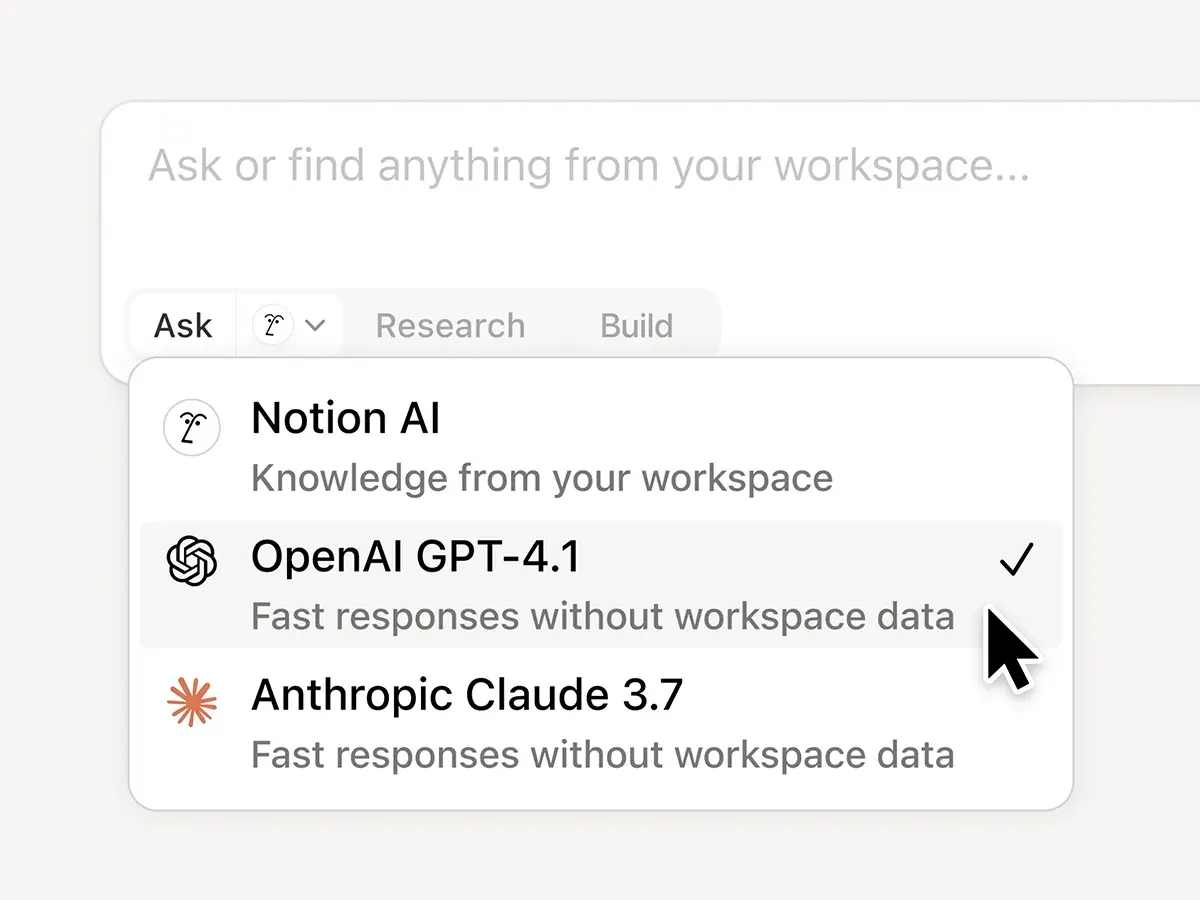 Ask or find anything from your workspace...
Ask Research Build
Notion AI
Knowledge from your workspace
OpenAI GPT-4.1
Fast responses without workspace data
Anthropic Claude 3.7
Fast responses without workspace data